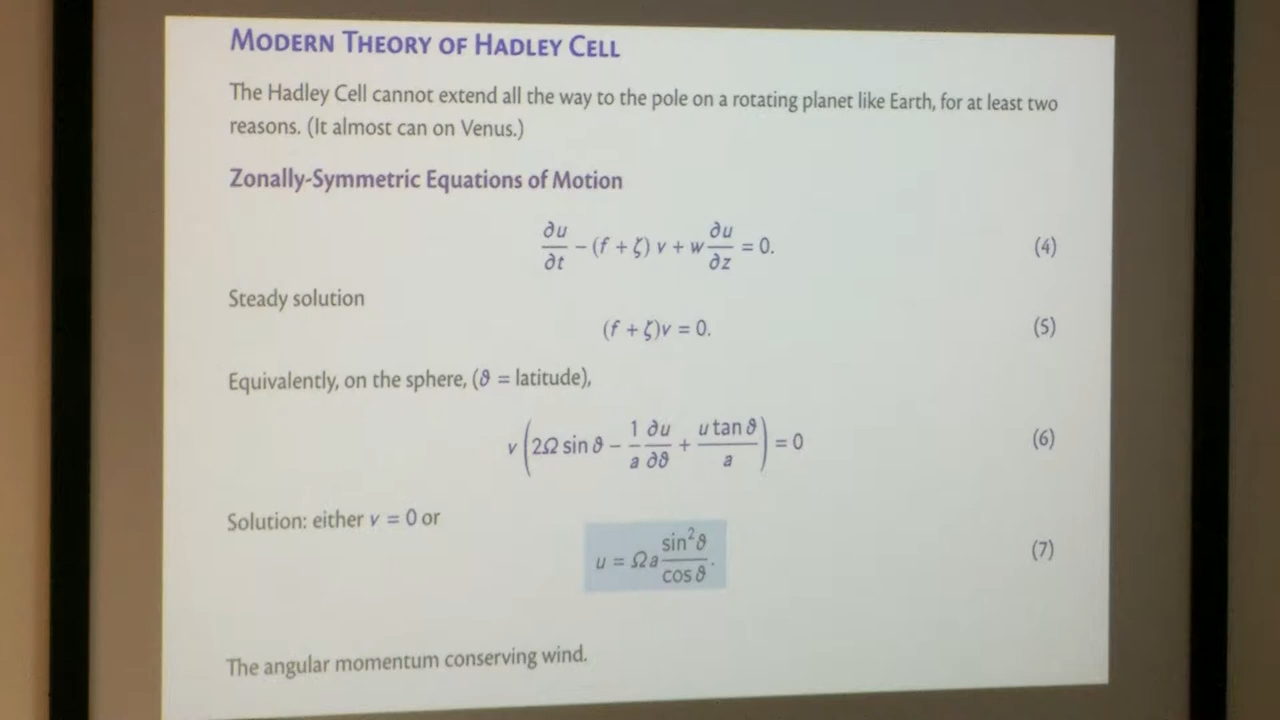 MODERN THEORY OF HADLEY CELL
The Hadley Cell cannot extend all the way to the pole on a rotating planet like Earth, for at least two
reasons. (It almost can on Venus.)
Zonally-Symmetric Equations of Motion
∂u/∂t − (f + ζ) v + w ∂u/∂z = 0. (4)
Steady solution
(f + ζ)v = 0. (5)
Equivalently, on the sphere, (ϑ = latitude),
v (2Ω sin ϑ − 1/a ∂u/∂ϑ + u tan ϑ/a) = 0 (6)
Solution: either v = 0 or
u = Ωa sin²ϑ/cos ϑ. (7)
The angular momentum conserving wind.